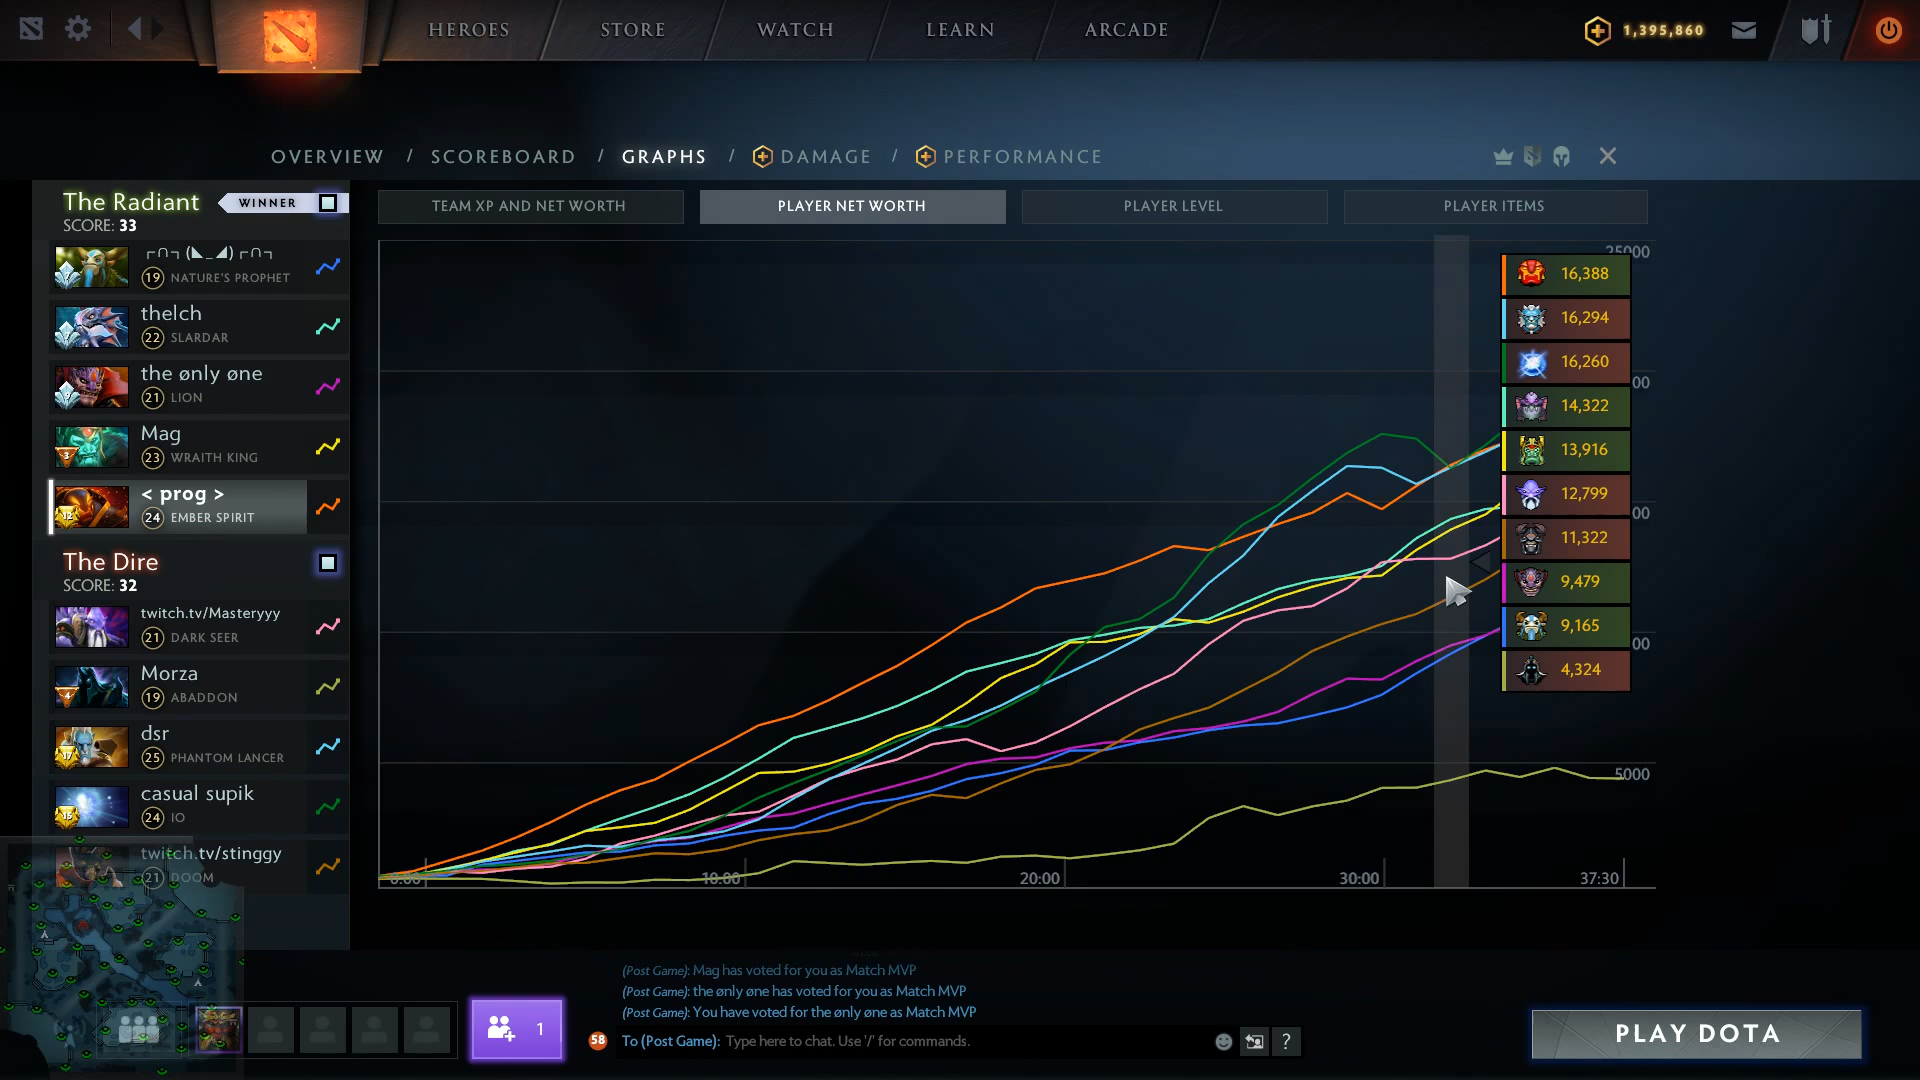 HEROES
STORE
WATCH
LEARN
ARCADE
1,395,860
OVERVIEW / SCOREBOARD / GRAPHS / DAMAGE / PERFORMANCE
The Radiant
WINNER
SCORE: 33
19 NATURE'S PROPHET
thelch
22 SLARDAR
the ønly øne
21 LION
Mag
23 WRAITH KING
< prog >
24 EMBER SPIRIT
The Dire
SCORE: 32
twitch.tv/Masteryyy
21 DARK SEER
Morza
19 ABADDON
dsr
25 PHANTOM LANCER
casual supik
24 IO
twitch.tv/stinggy
21 DOOM
TEAM XP AND NET WORTH
PLAYER NET WORTH
PLAYER LEVEL
PLAYER ITEMS
25000
16,388
16,294
16,260
00
14,322
13,916
12,799
00
11,322
9,479
9,165
00
4,324
5000
0:00
10:00
20:00
30:00
37:30
(Post Game): Mag has voted for you as Match MVP
(Post Game): the ønly øne has voted for you as Match MVP
(Post Game): You have voted for the ønly øne as Match MVP
58 To (Post Game): Type here to chat. Use '/' for commands.
?
1
PLAY DOTA